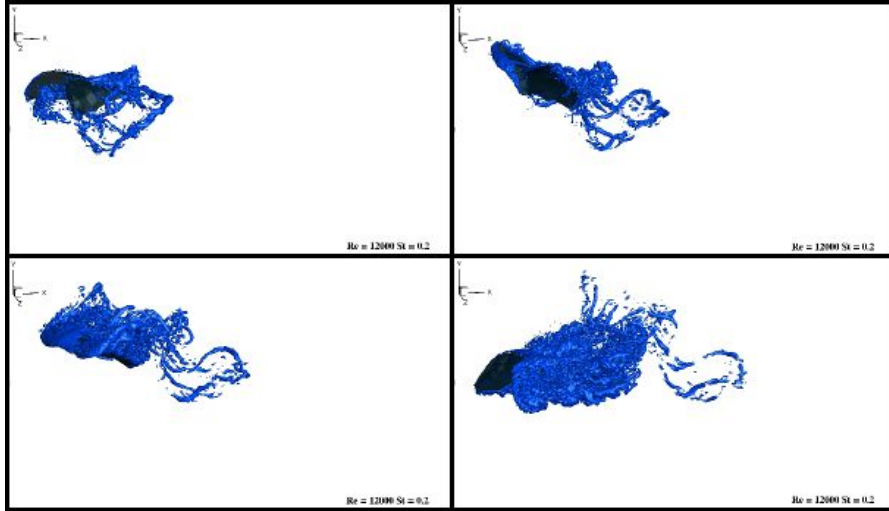 Y
X
Z
Re = 12000 St = 0.2
Y
X
Z
Re = 12000 St = 0.2
Y
X
Z
Re = 12000 St = 0.2
Y
X
Z
Re = 12000 St = 0.2